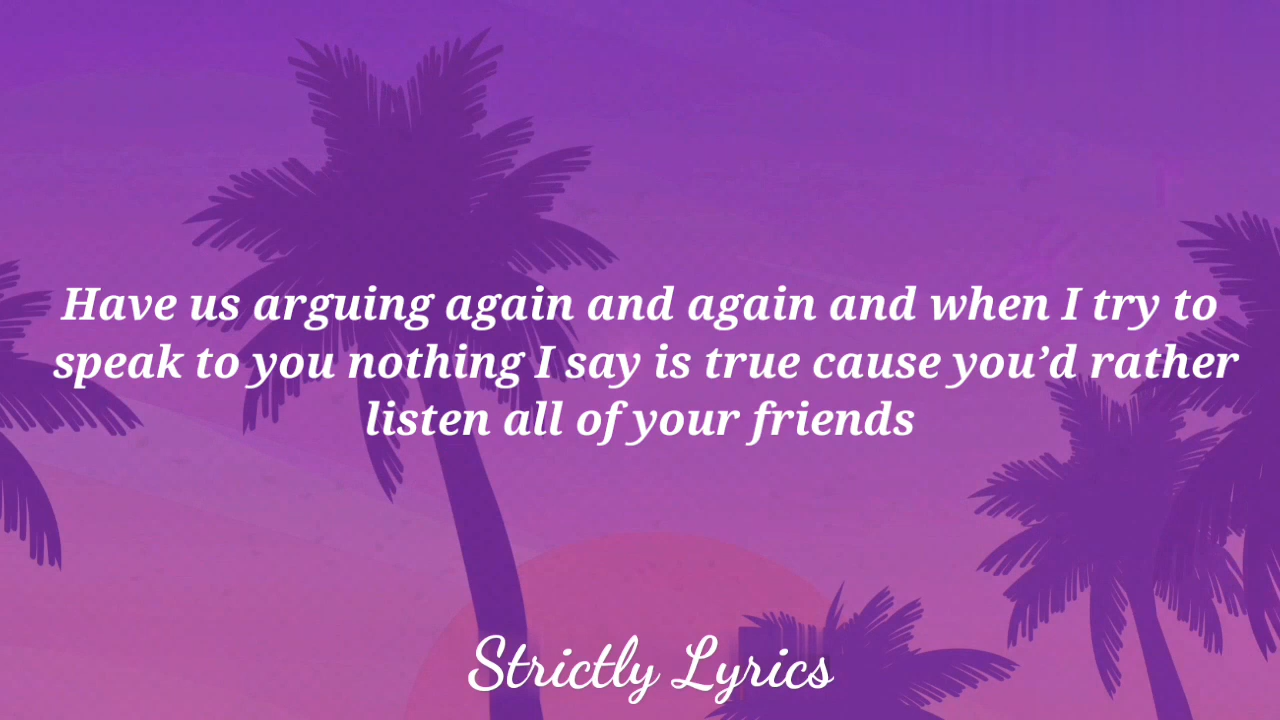 Have us arguing again and again and when I try to
speak to you nothing I say is true cause you’d rather
listen all of your friends
Strictly Lyrics